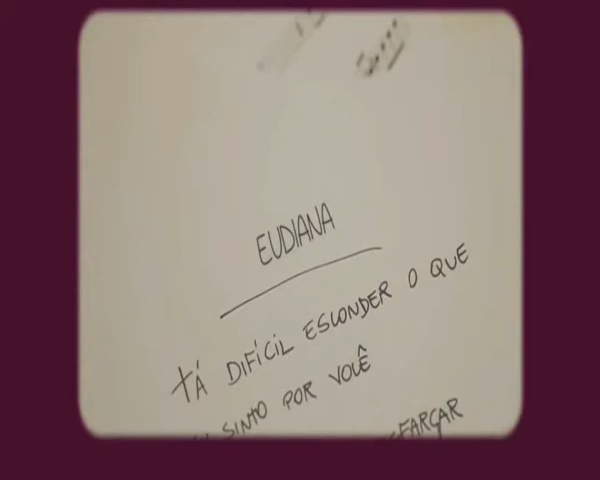 EUDIANA
TÁ DIFÍCIL ESCONDER O QUE
SINTO POR VOCÊ